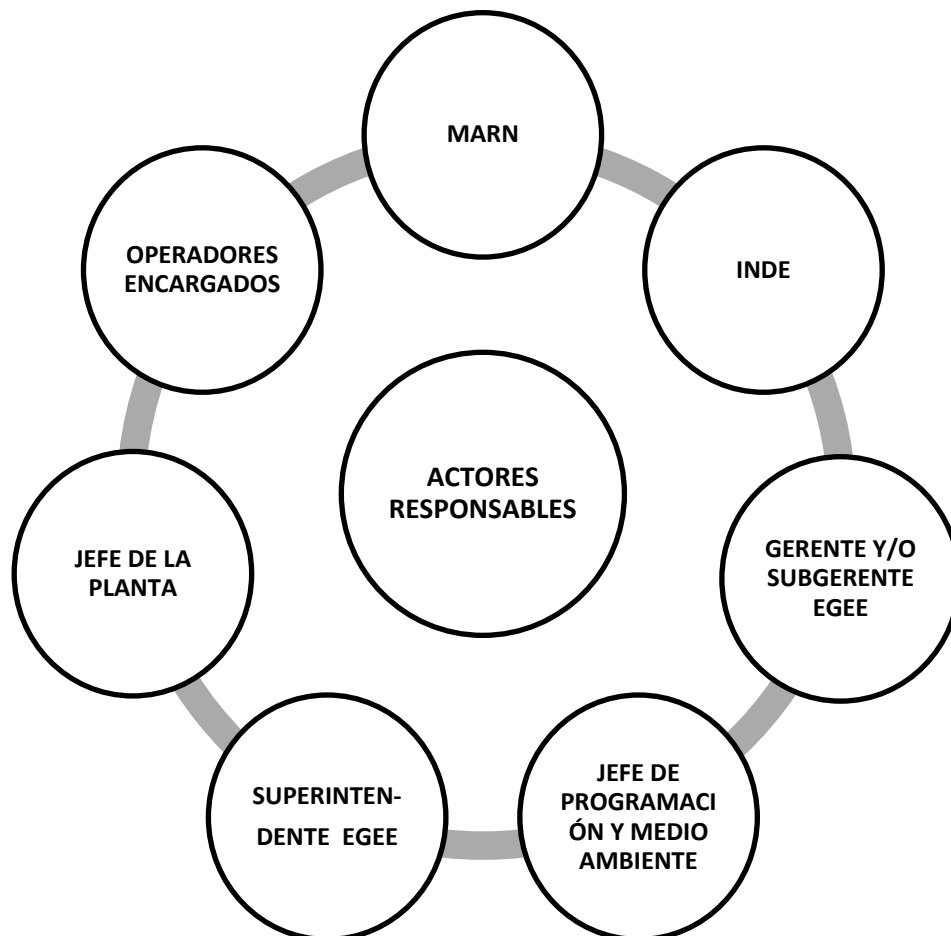 MARN
INDE
GERENTE Y/O
SUBGERENTE
EGEE
JEFE DE
PROGRAMACI
ÓN Y MEDIO
AMBIENTE
SUPERINTEN-
DENTE EGEE
JEFE DE LA
PLANTA
OPERADORES
ENCARGADOS
ACTORES
RESPONSABLES